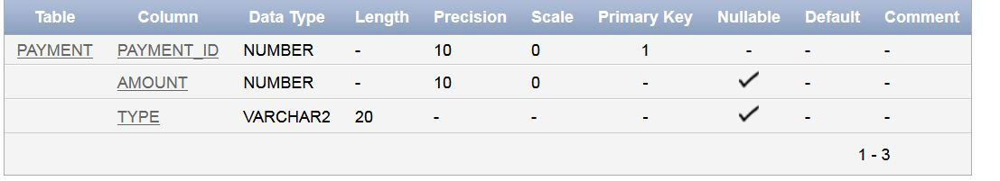 Table Column Data Type Length Precision Scale Primary Key Nullable Default Comment
PAYMENT PAYMENT_ID NUMBER - 10 0 1 - - -
AMOUNT NUMBER - 10 0 - ✓ - -
TYPE VARCHAR2 20 - - - ✓ - -
1 - 3